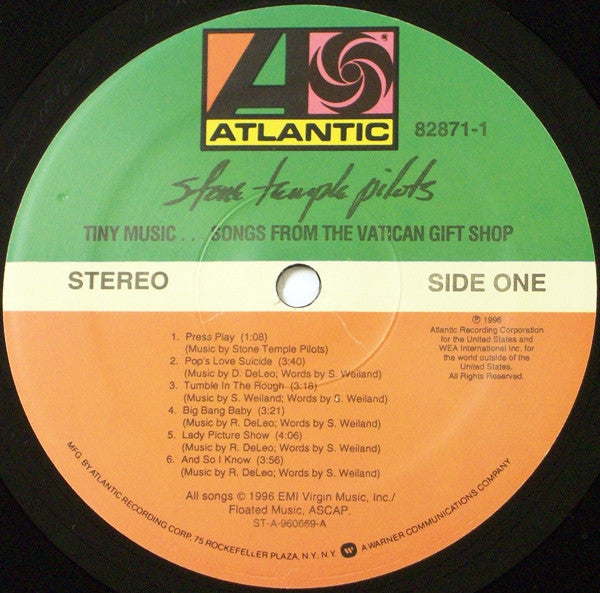 ATLANTIC
82871-1
stone temple pilots
TINY MUSIC... SONGS FROM THE VATICAN GIFT SHOP
STEREO
SIDE ONE
℗ 1996
Atlantic Recording Corporation
for the United States and
WEA International Inc. for
the world outside of the
United States.
All Rights Reserved.
1. Press Play (1:08)
(Music by Stone Temple Pilots)
2. Pop's Love Suicide (3:40)
(Music by D. DeLeo; Words by S. Weiland)
3. Tumble In The Rough (3:18)
(Music by S. Weiland; Words by S. Weiland)
4. Big Bang Baby (3:21)
(Music by R. DeLeo; Words by S. Weiland)
5. Lady Picture Show (4:06)
(Music by R. DeLeo; Words by S. Weiland)
6. And So I Know (3:56)
(Music by R. DeLeo; Words by S. Weiland)
All songs © 1996 EMI Virgin Music, Inc./
Floated Music, ASCAP.
ST-A-960669-A
MFG. BY ATLANTIC RECORDING CORP. 75 ROCKEFELLER PLAZA, N.Y. N.Y. A WARNER COMMUNICATIONS COMPANY